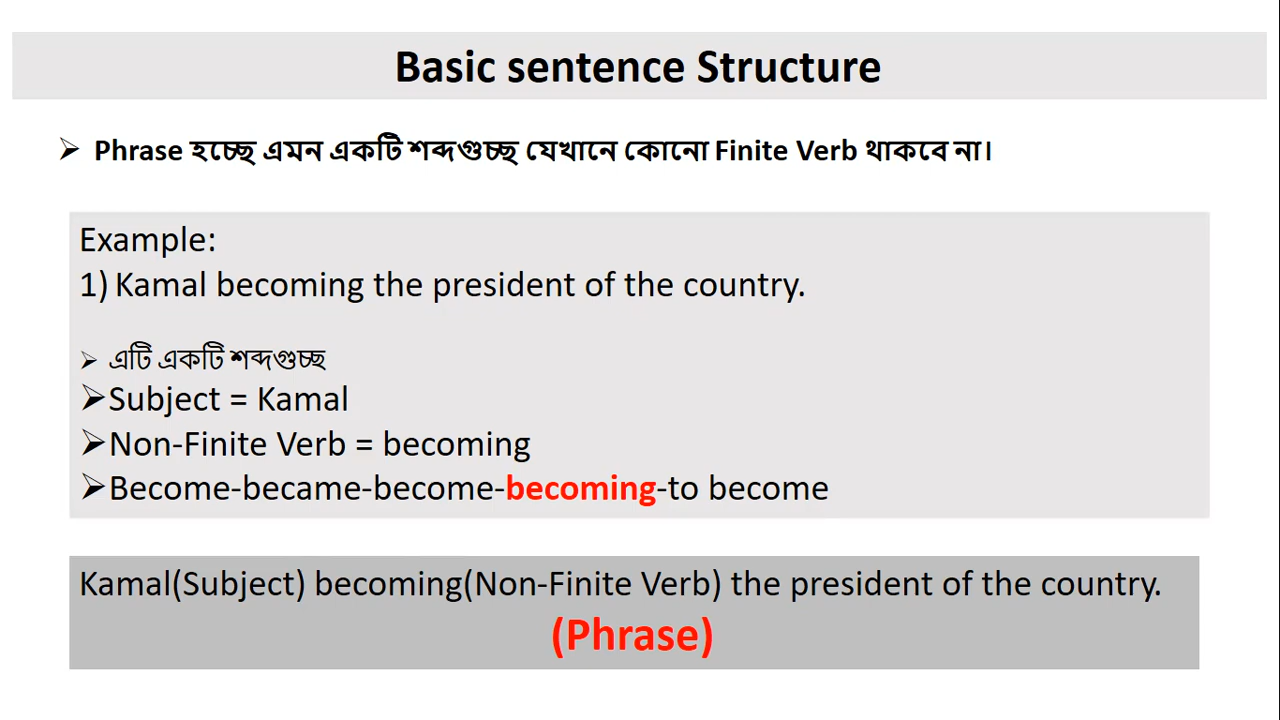 Basic sentence Structure
➢ Phrase হচ্ছে এমন একটি শব্দগুচ্ছ যেখানে কোনো Finite Verb থাকবে না।
Example:
1) Kamal becoming the president of the country.
➢ এটি একটি শব্দগুচ্ছ
➢Subject = Kamal
➢Non-Finite Verb = becoming
➢Become-became-become-becoming-to become
Kamal(Subject) becoming(Non-Finite Verb) the president of the country.
(Phrase)